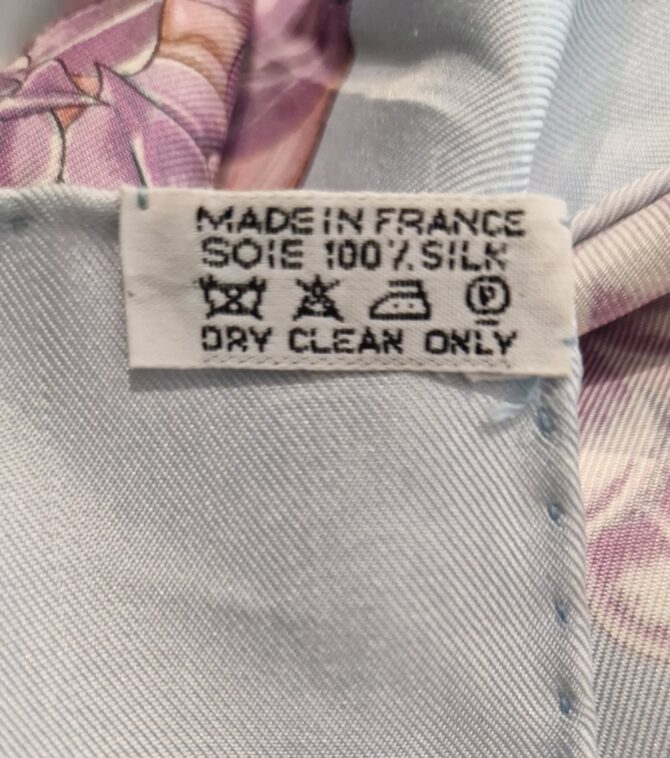 MADE IN FRANCE
SOIE 100% SILK
P
DRY CLEAN ONLY